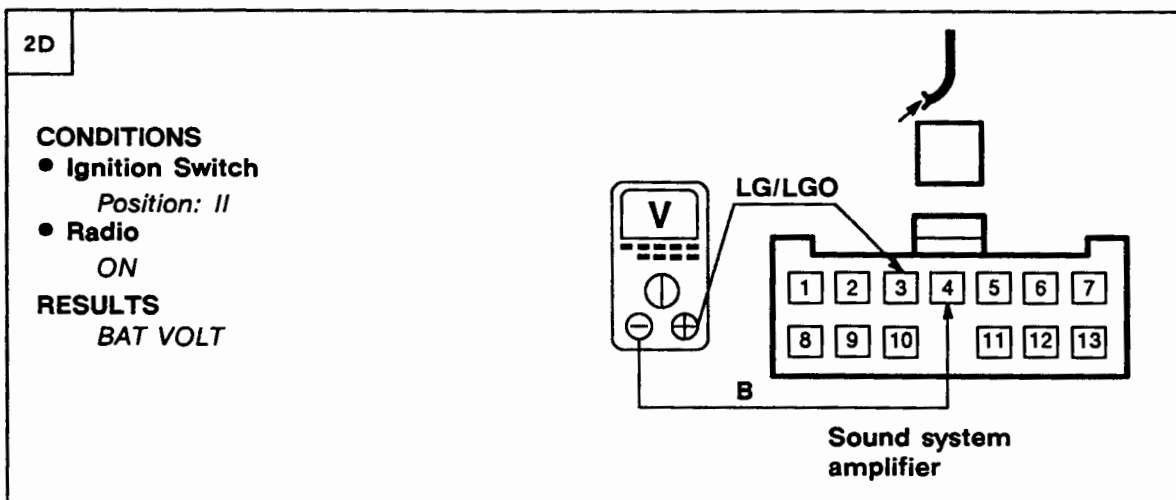 2D
CONDITIONS
● Ignition Switch
Position: II
● Radio
ON
RESULTS
BAT VOLT
V
LG/LGO
1 2 3 4 5 6 7
8 9 10 11 12 13
B
Sound system
amplifier